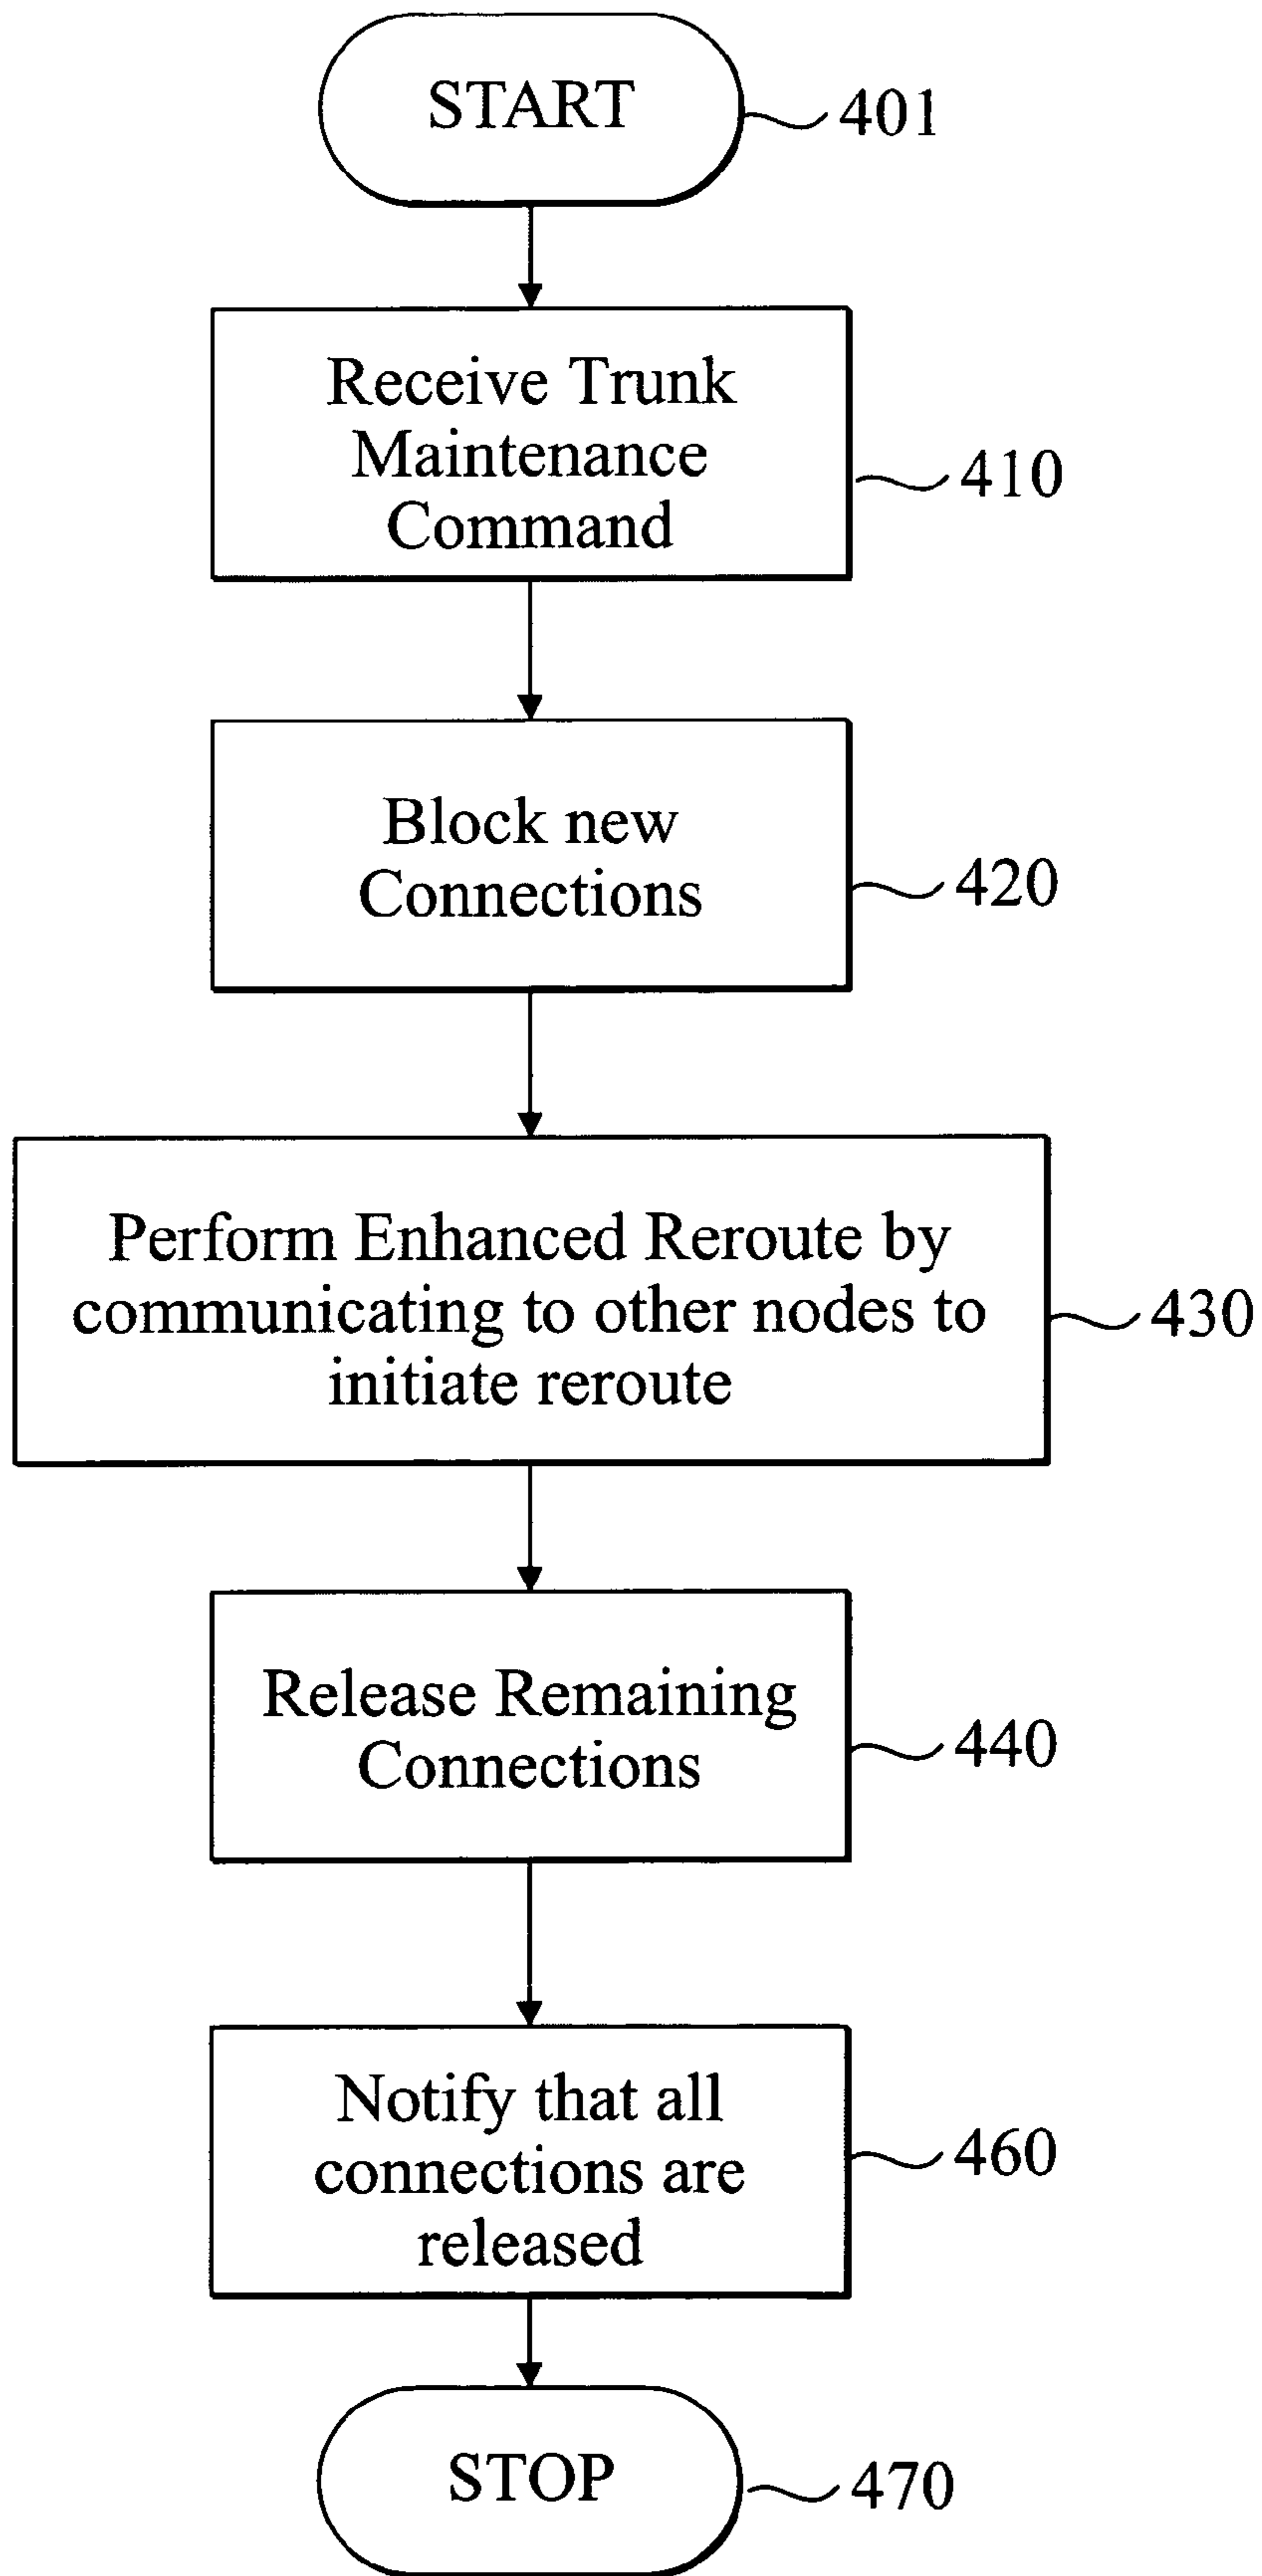 START
401
Receive Trunk
Maintenance
Command
410
Block new
Connections
420
Perform Enhanced Reroute by
communicating to other nodes to
initiate reroute
430
Release Remaining
Connections
440
Notify that all
connections are
released
460
STOP
470